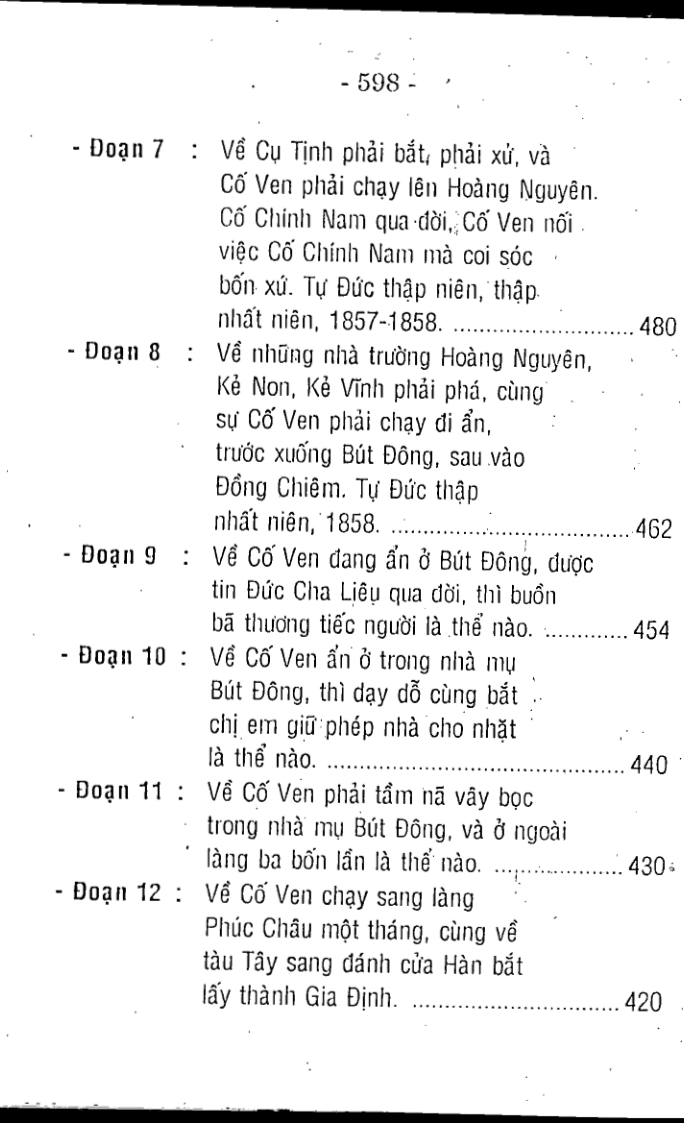 - 598 -
- Đoạn 7 : Về Cụ Tịnh phải bắt, phải xử, và
Cố Ven phải chạy lên Hoàng Nguyên.
Cố Chính Nam qua đời, Cố Ven nối
việc Cố Chính Nam mà coi sóc
bốn xứ. Tự Đức thập niên, thập
nhất niên, 1857-1858. ............................ 480
- Đoạn 8 : Về những nhà trường Hoàng Nguyên,
Kẻ Non, Kẻ Vĩnh phải phá, cùng
sự Cố Ven phải chạy đi ẩn,
trước xuống Bút Đông, sau vào
Đồng Chiêm. Tự Đức thập
nhất niên, 1858. ..................................... 462
- Đoạn 9 : Về Cố Ven đang ẩn ở Bút Đông, được
tin Đức Cha Liêu qua đời, thì buồn
bã thương tiếc người là thể nào. ............. 454
- Đoạn 10 : Về Cố Ven ẩn ở trong nhà mụ
Bút Đông, thì dạy dỗ cùng bắt
chị em giữ phép nhà cho nhặt
là thể nào. .............................................. 440
- Đoạn 11 : Về Cố Ven phải tầm nã vây bọc
trong nhà mụ Bút Đông, và ở ngoài
làng ba bốn lần là thể nào. .................... 430
- Đoạn 12 : Về Cố Ven chạy sang làng
Phúc Châu một tháng, cùng về
tàu Tây sang đánh cửa Hàn bắt
lấy thành Gia Định. ................................ 420